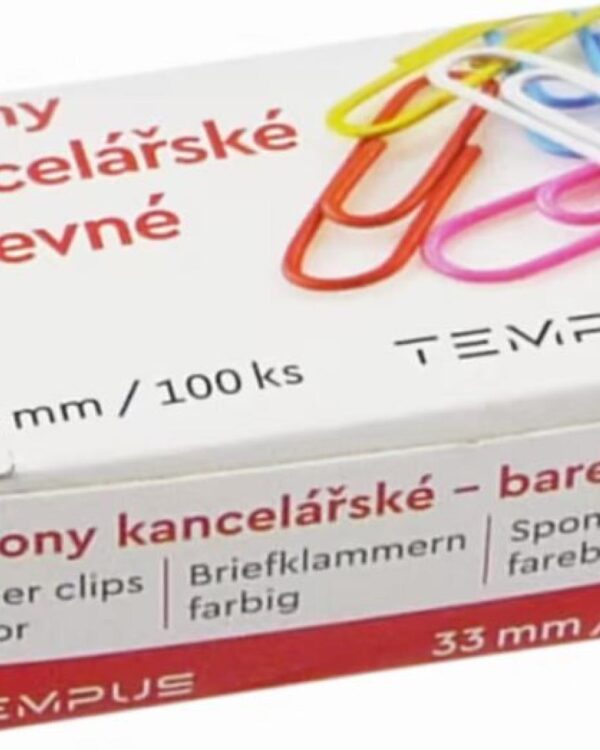 ny
celářské
evné
mm / 100 ks
TEMP
ony kancelářské – bare
er clips
or
Briefklammern
farbig
Spon
fareb
33 mm /
EMPUS